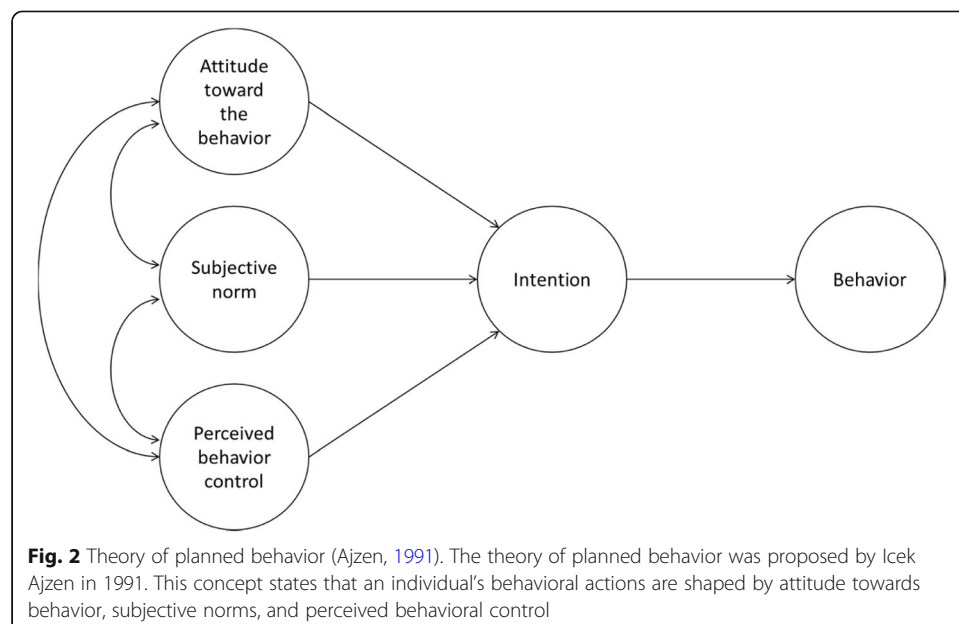 Attitude
toward
the
behavior
Subjective
norm
Intention
Behavior
Perceived
behavior
control
Fig. 2 Theory of planned behavior (Ajzen, 1991). The theory of planned behavior was proposed by Icek
Ajzen in 1991. This concept states that an individual's behavioral actions are shaped by attitude towards
behavior, subjective norms, and perceived behavioral control